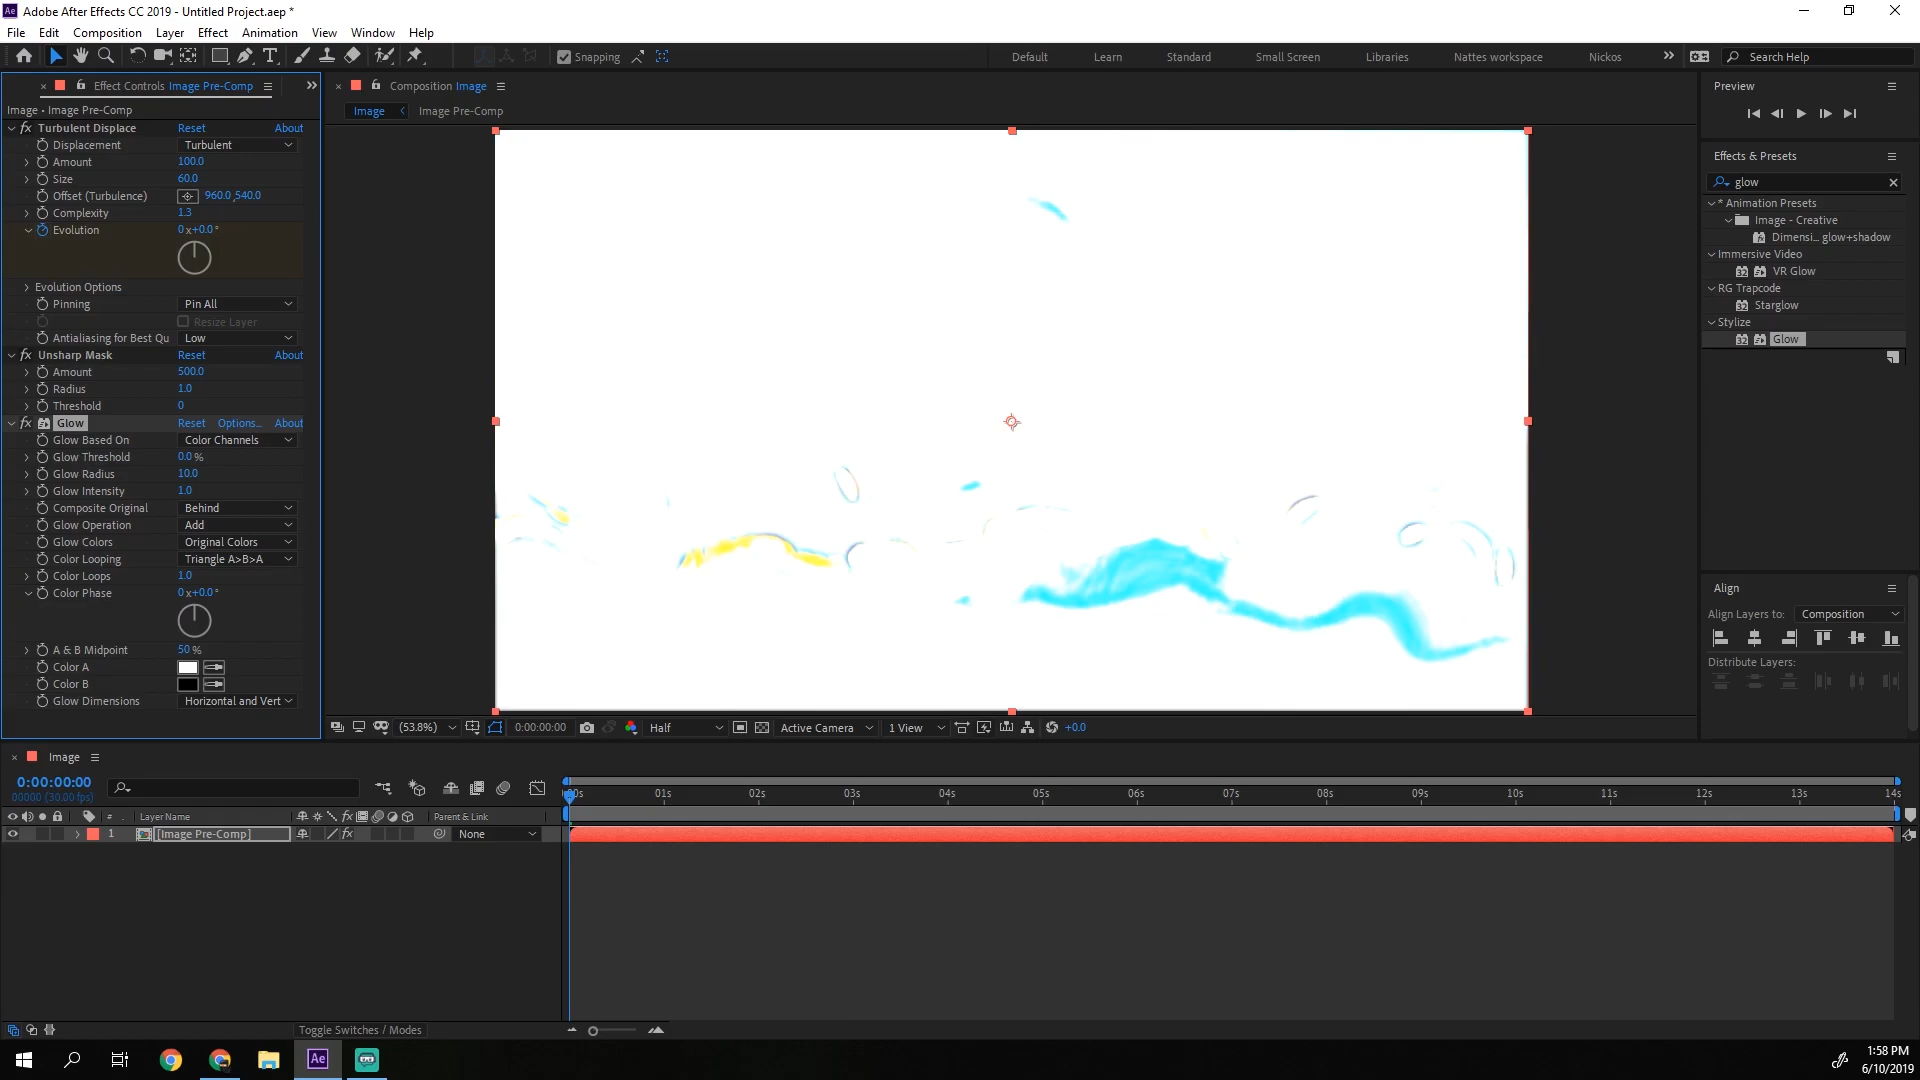 Ae Adobe After Effects CC 2019 - Untitled Project.aep *
File Edit Composition Layer Effect Animation View Window Help
Snapping Default Learn Standard Small Screen Libraries Nattes workspace Nickos Search Help
Effect Controls Image Pre-Comp
Image • Image Pre-Comp
fx Turbulent Displace Reset About
Displacement Turbulent
Amount 100.0
Size 60.0
Offset (Turbulence) 960.0,540.0
Complexity 1.3
Evolution 0x+0.0°
Evolution Options
Pinning Pin All
Resize Layer
Antialiasing for Best Qu Low
fx Unsharp Mask Reset About
Amount 500.0
Radius 1.0
Threshold 0
fx Glow Reset Options... About
Glow Based On Color Channels
Glow Threshold 0.0 %
Glow Radius 10.0
Glow Intensity 1.0
Composite Original Behind
Glow Operation Add
Glow Colors Original Colors
Color Looping Triangle A>B>A
Color Loops 1.0
Color Phase 0x+0.0°
A & B Midpoint 50 %
Color A
Color B
Glow Dimensions Horizontal and Vert
Composition Image
Image Image Pre-Comp
(53.8%) 0:00:00:00 Half Active Camera 1 View +0.0
Preview
Effects & Presets
glow
* Animation Presets
Image - Creative
Dimensi... glow+shadow
Immersive Video
32 VR Glow
RG Trapcode
32 Starglow
Stylize
32 Glow
Align
Align Layers to: Composition
Distribute Layers:
Image
0:00:00:00
00000 (30.00 fps)
00s 01s 02s 03s 04s 05s 06s 07s 08s 09s 10s 11s 12s 13s 14s
# Layer Name fx Parent & Link
1 [Image Pre-Comp] fx None
Toggle Switches / Modes
Ae
1:58 PM
6/10/2019